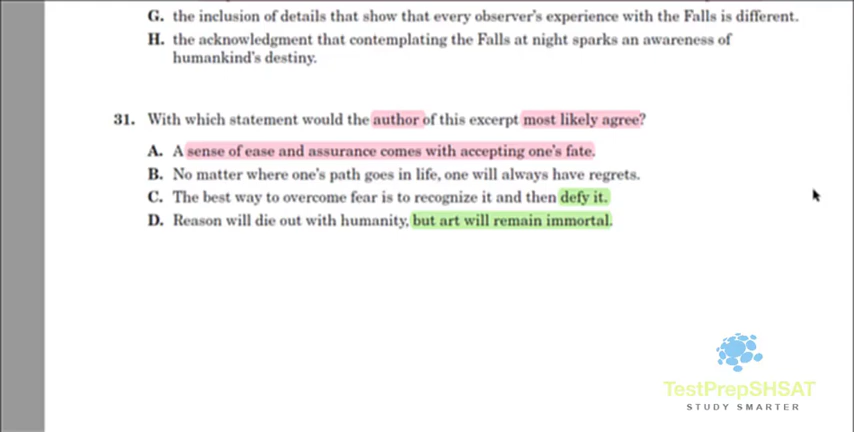 G. the inclusion of details that show that every observer's experience with the Falls is different.
H. the acknowledgment that contemplating the Falls at night sparks an awareness of
humankind's destiny.
31. With which statement would the author of this excerpt most likely agree?
A. A sense of ease and assurance comes with accepting one's fate.
B. No matter where one's path goes in life, one will always have regrets.
C. The best way to overcome fear is to recognize it and then defy it.
D. Reason will die out with humanity, but art will remain immortal.
TestPrepSHSAT
STUDY SMARTER